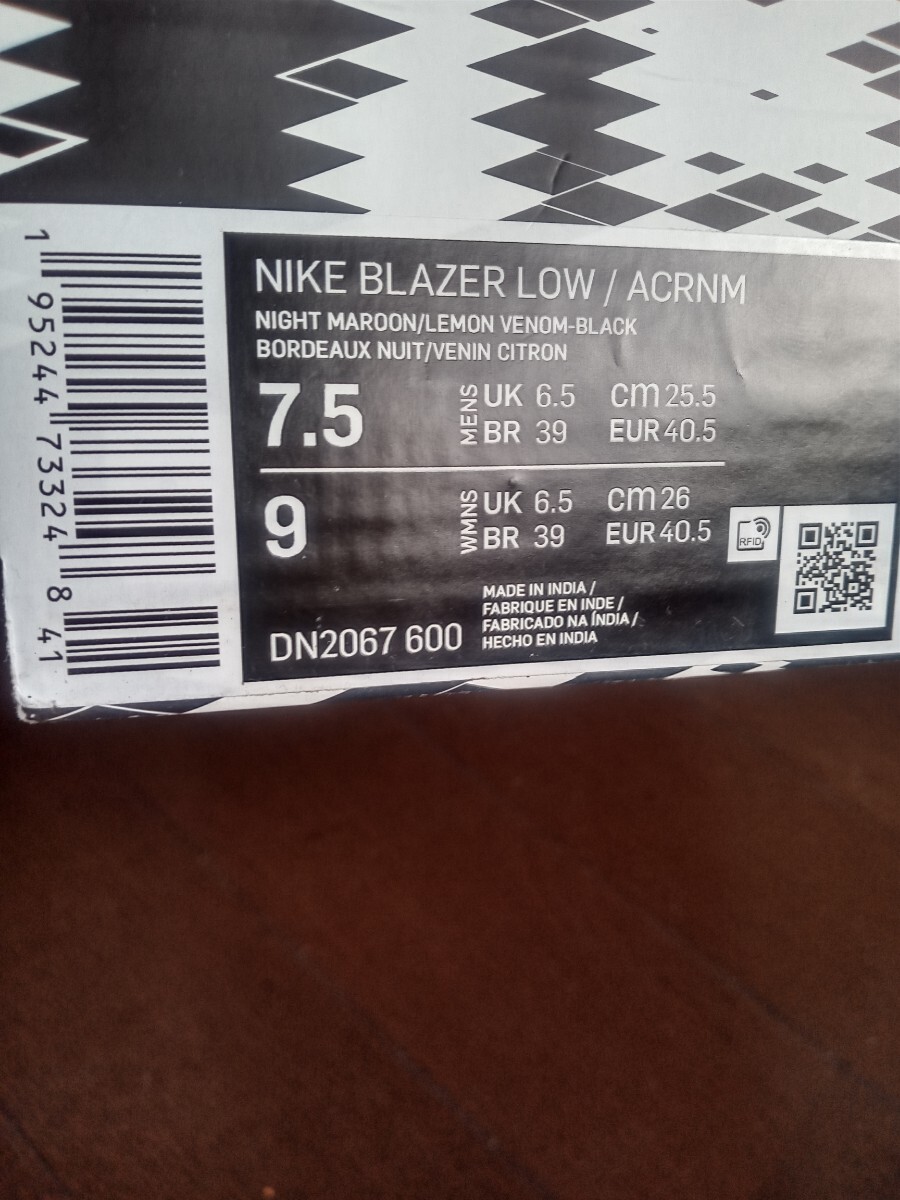 1 95244 73324 8 41
NIKE BLAZER LOW / ACRNM
NIGHT MAROON/LEMON VENOM-BLACK
BORDEAUX NUIT/VENIN CITRON
7.5 MENS UK 6.5 cm 25.5
BR 39 EUR 40.5
9 WMNS UK 6.5 cm 26
BR 39 EUR 40.5
RFID
DN2067 600
MADE IN INDIA /
FABRIQUE EN INDE /
FABRICADO NA ÍNDIA /
HECHO EN INDIA